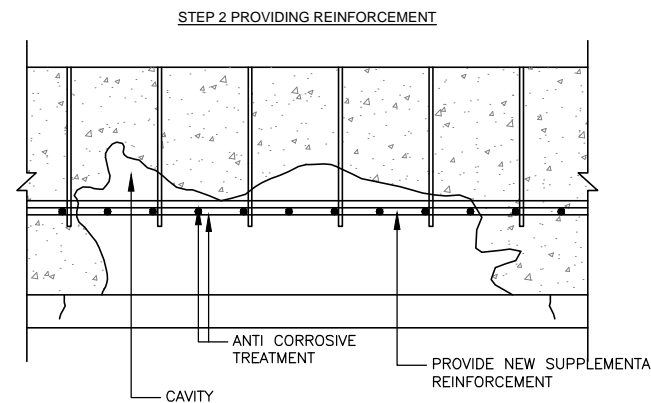 STEP 2 PROVIDING REINFORCEMENT
ANTI CORROSIVE
TREATMENT
PROVIDE NEW SUPPLEMENTA
REINFORCEMENT
CAVITY